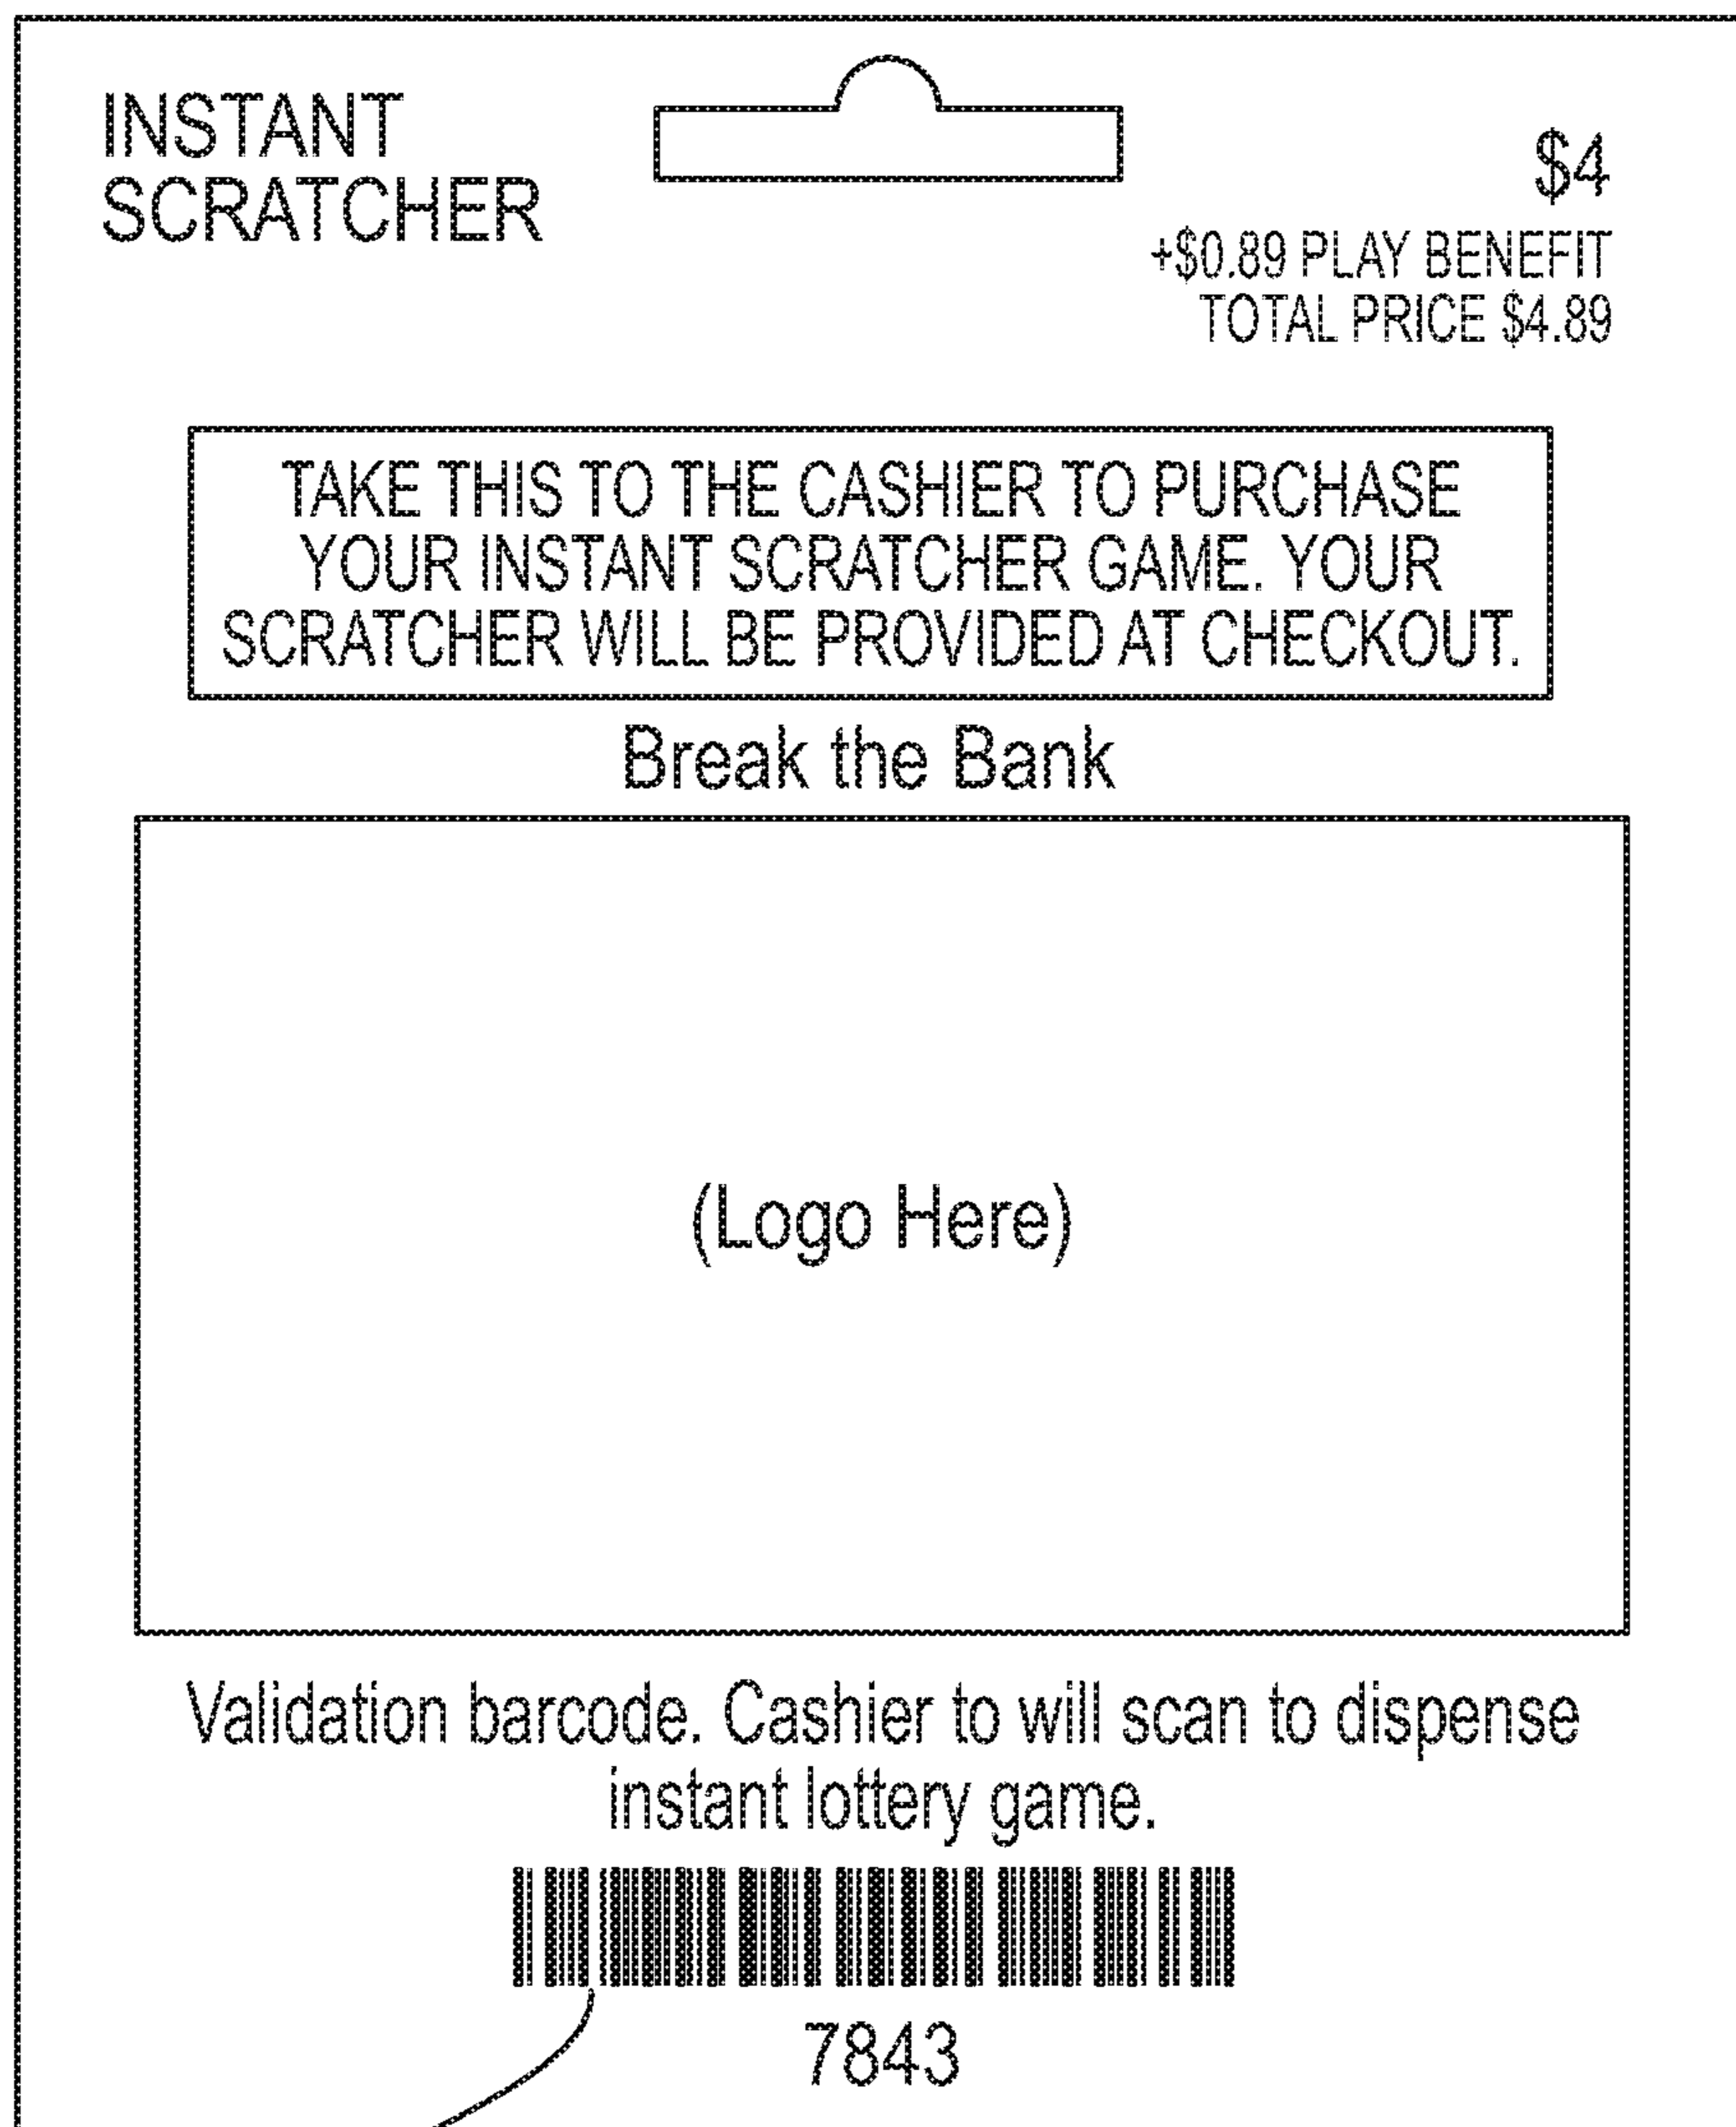 INSTANT
SCRATCHER
$4
+$0.89 PLAY BENEFIT
TOTAL PRICE $4.89
TAKE THIS TO THE CASHIER TO PURCHASE
YOUR INSTANT SCRATCHER GAME. YOUR
SCRATCHER WILL BE PROVIDED AT CHECKOUT.
Break the Bank
(Logo Here)
Validation barcode. Cashier to will scan to dispense
instant lottery game.
7843